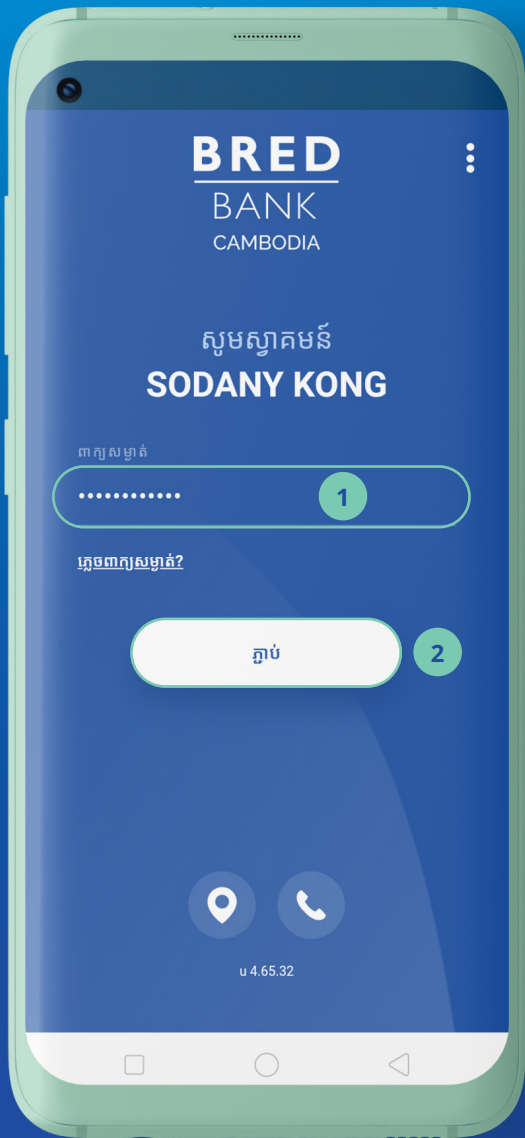 BRED
BANK
CAMBODIA
សូមស្វាគមន៍
SODANY KONG
ពាក្យសម្ងាត់
••••••••••••
1
ភ្លេចពាក្យសម្ងាត់?
ភ្ជាប់
2
u 4.65.32